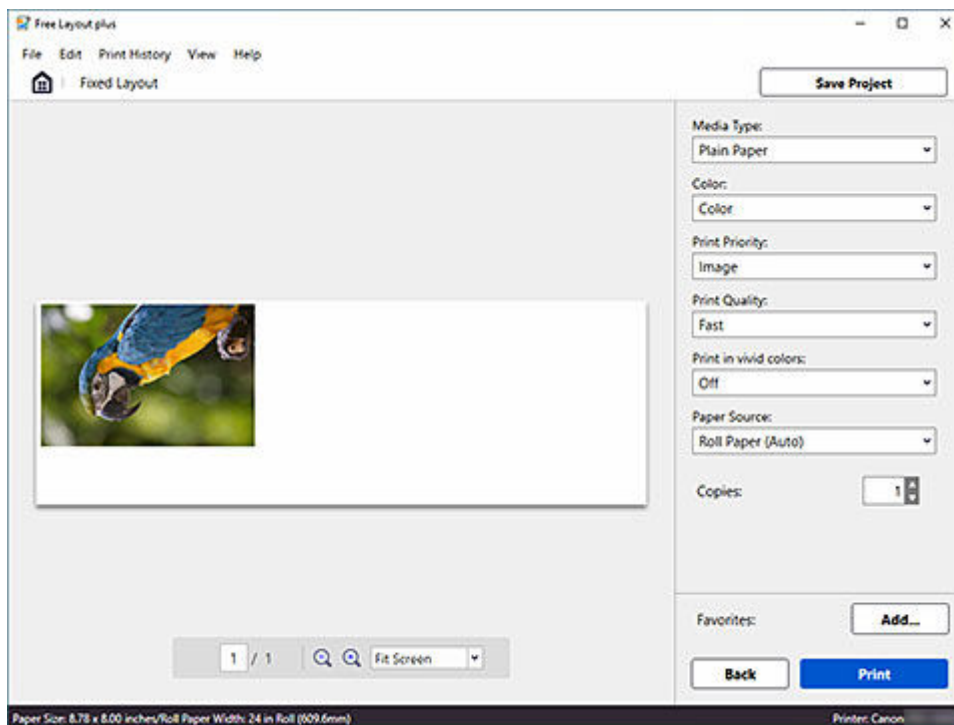 Free Layout plus
File Edit Print History View Help
Fixed Layout
Save Project
Media Type:
Plain Paper
Color:
Color
Print Priority:
Image
Print Quality:
Fast
Print in vivid colors:
Off
Paper Source:
Roll Paper (Auto)
Copies: 1
Favorites: Add...
1 / 1 Fit Screen
Back Print
Paper Size: 8.78 x 8.00 inches/Roll Paper Width: 24 in Roll (609.6mm) Printer: Canon